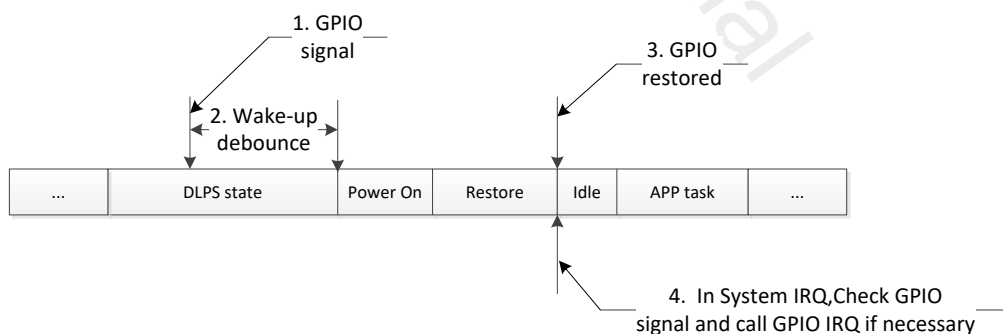 1. GPIO
signal
3. GPIO
restored
2. Wake-up
debounce
... DLPS state Power On Restore Idle APP task ...
4. In System IRQ,Check GPIO
signal and call GPIO IRQ if necessary